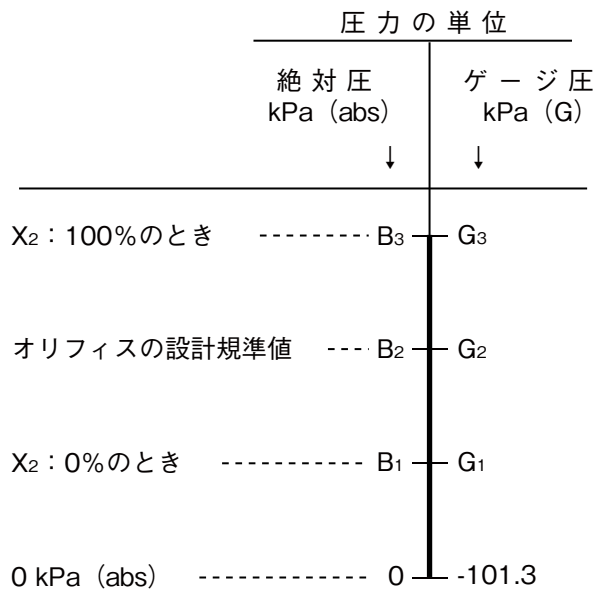 圧力の単位
絶対圧 ゲージ圧
kPa（abs） kPa（G）
↓ ↓
X₂：100%のとき B₃ G₃
オリフィスの設計規準値 B₂ G₂
X₂：0%のとき B₁ G₁
0 kPa（abs） 0 -101.3